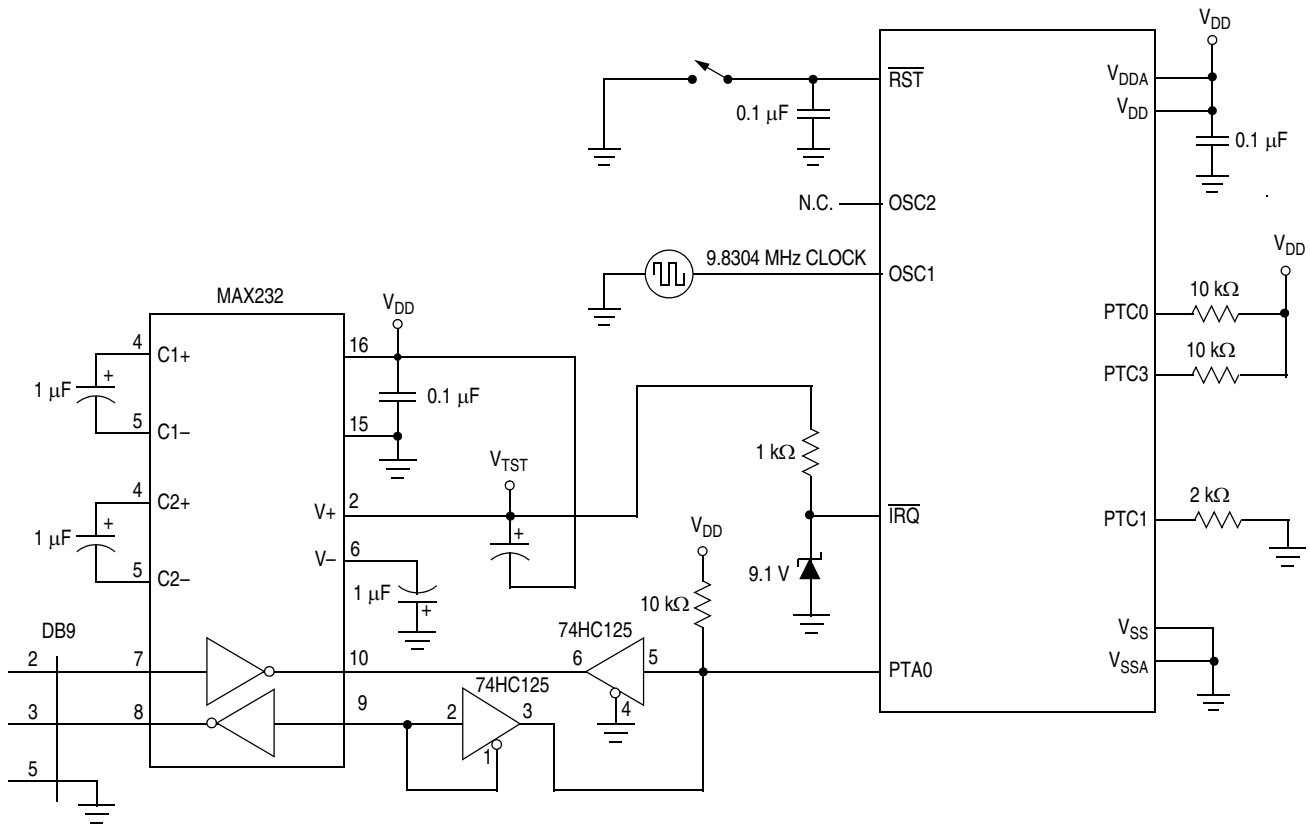 V_DD
RST
V_DDA
0.1 µF
V_DD
0.1 µF
N.C.
OSC2
V_DD
9.8304 MHz CLOCK
OSC1
MAX232
V_DD
10 kΩ
PTC0
4
C1+
16
10 kΩ
PTC3
+
1 µF
0.1 µF
5
C1–
15
1 kΩ
V_TST
4
C2+
2
V+
2 kΩ
IRQ
PTC1
+
1 µF
+
V_DD
6
V–
5
C2–
9.1 V
1 µF
+
10 kΩ
DB9
74HC125
V_SS
2
7
10
6
5
PTA0
V_SSA
74HC125
4
3
8
9
2
3
1
5